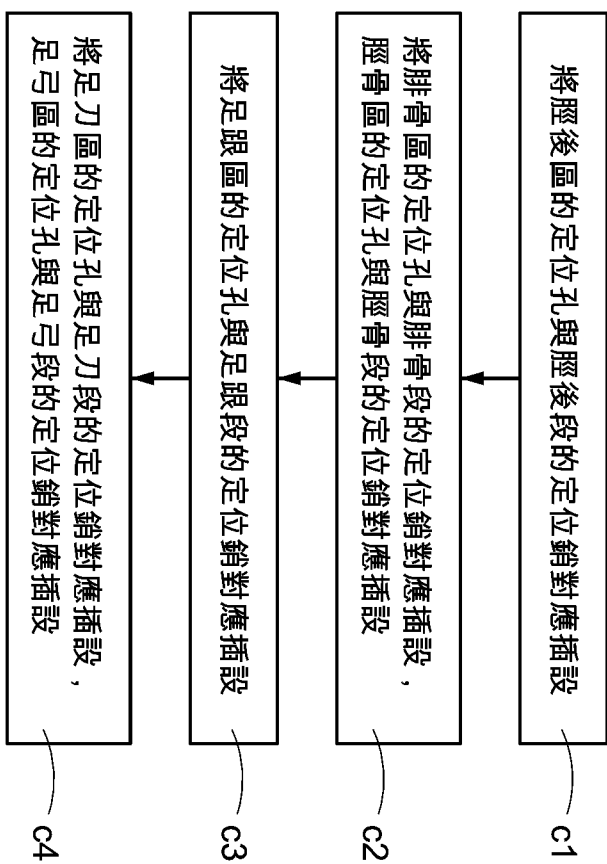 將脛後區的定位孔與脛後段的定位銷對應插設
c1
將腓骨區的定位孔與腓骨段的定位銷對應插設，
脛骨區的定位孔與脛骨段的定位銷對應插設
c2
將足跟區的定位孔與足跟段的定位銷對應插設
c3
將足刀區的定位孔與足刀段的定位銷對應插設，
足弓區的定位孔與足弓段的定位銷對應插設
c4